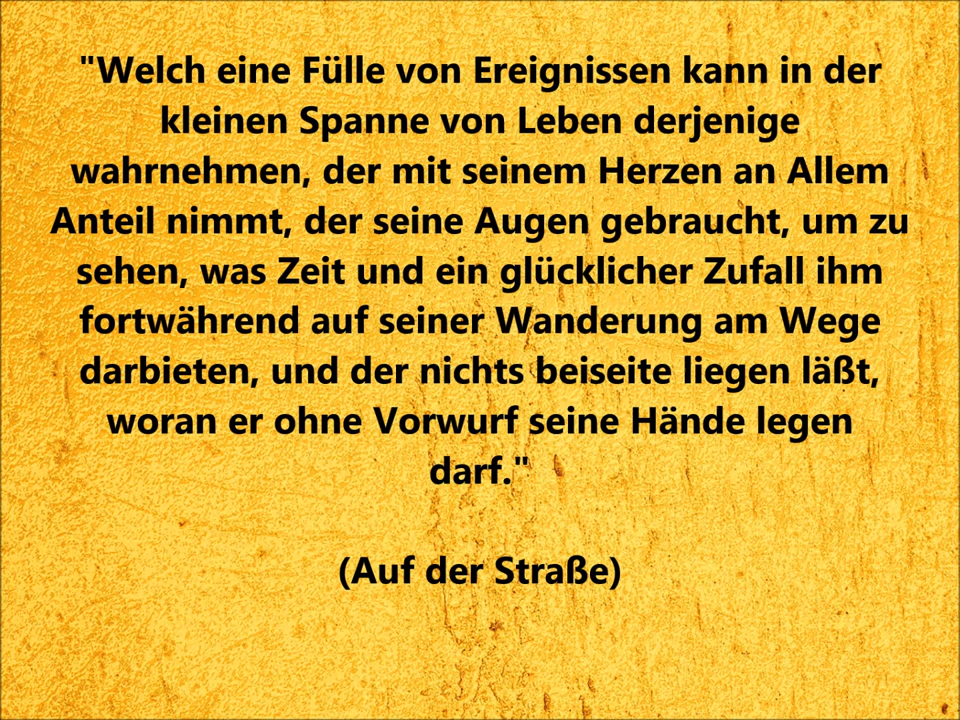 "Welch eine Fülle von Ereignissen kann in der
kleinen Spanne von Leben derjenige
wahrnehmen, der mit seinem Herzen an Allem
Anteil nimmt, der seine Augen gebraucht, um zu
sehen, was Zeit und ein glücklicher Zufall ihm
fortwährend auf seiner Wanderung am Wege
darbieten, und der nichts beiseite liegen läßt,
woran er ohne Vorwurf seine Hände legen
darf."
(Auf der Straße)